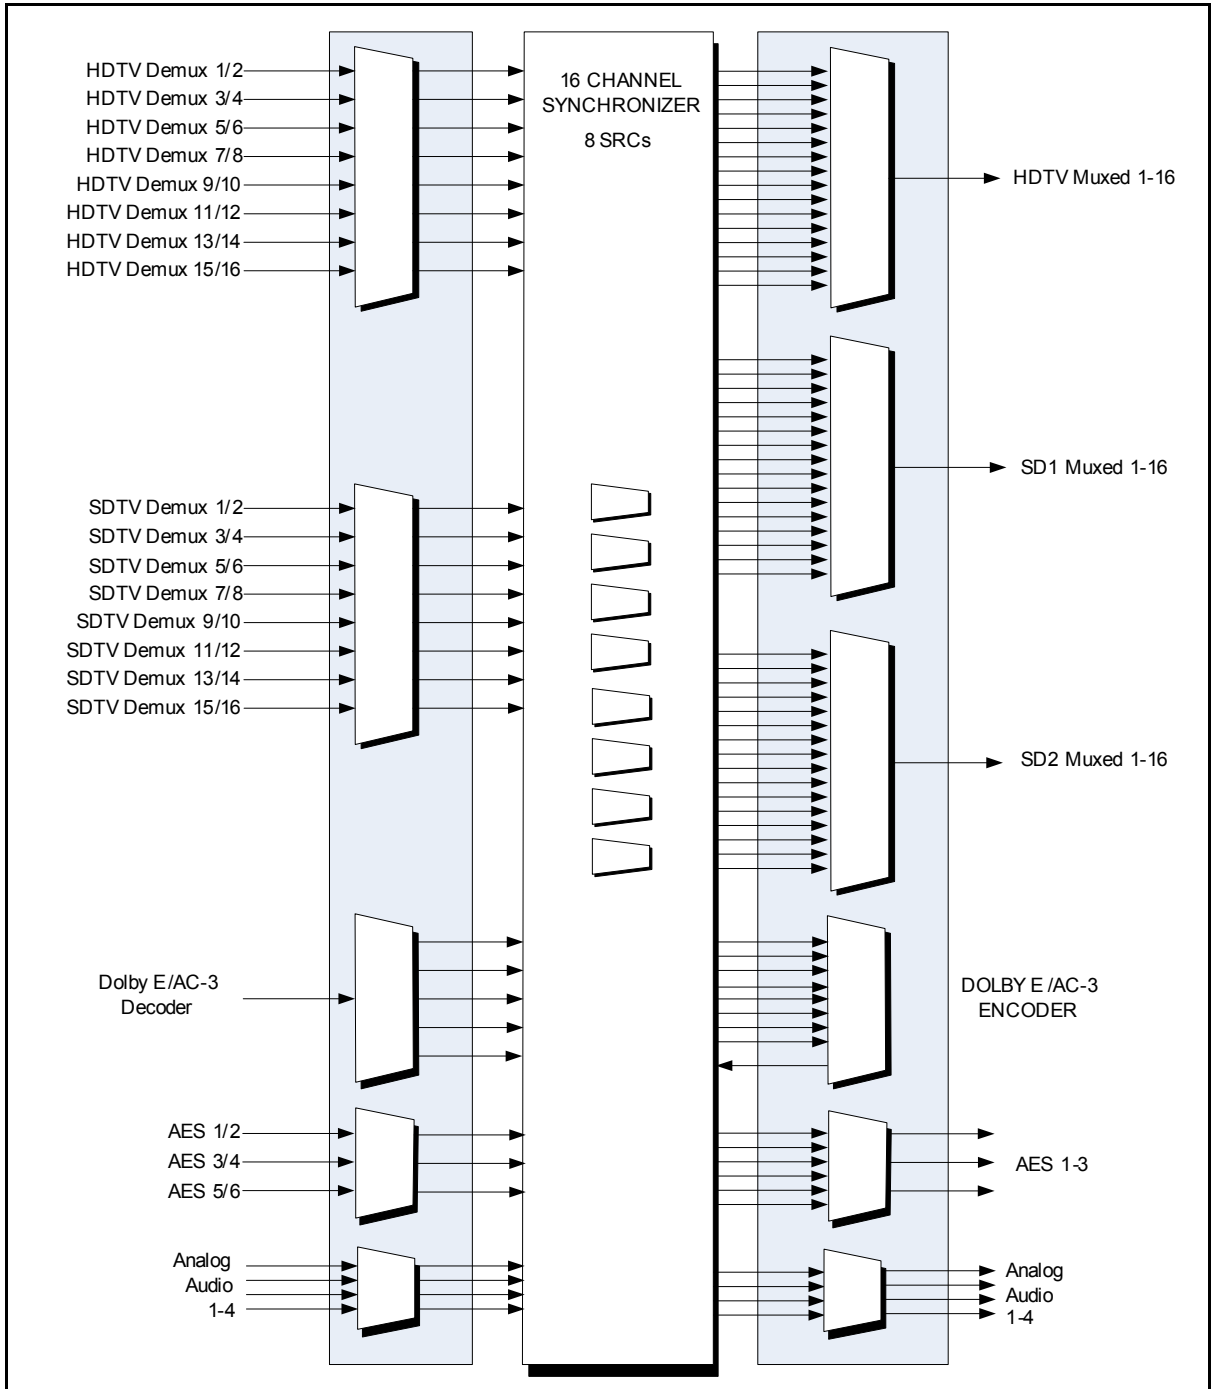 HDTV Demux 1/2
HDTV Demux 3/4
HDTV Demux 5/6
HDTV Demux 7/8
HDTV Demux 9/10
HDTV Demux 11/12
HDTV Demux 13/14
HDTV Demux 15/16
SDTV Demux 1/2
SDTV Demux 3/4
SDTV Demux 5/6
SDTV Demux 7/8
SDTV Demux 9/10
SDTV Demux 11/12
SDTV Demux 13/14
SDTV Demux 15/16
Dolby E/AC-3
Decoder
AES 1/2
AES 3/4
AES 5/6
Analog
Audio
1-4
16 CHANNEL
SYNCHRONIZER
8 SRCs
HDTV Muxed 1-16
SD1 Muxed 1-16
SD2 Muxed 1-16
DOLBY E /AC-3
ENCODER
AES 1-3
Analog
Audio
1-4